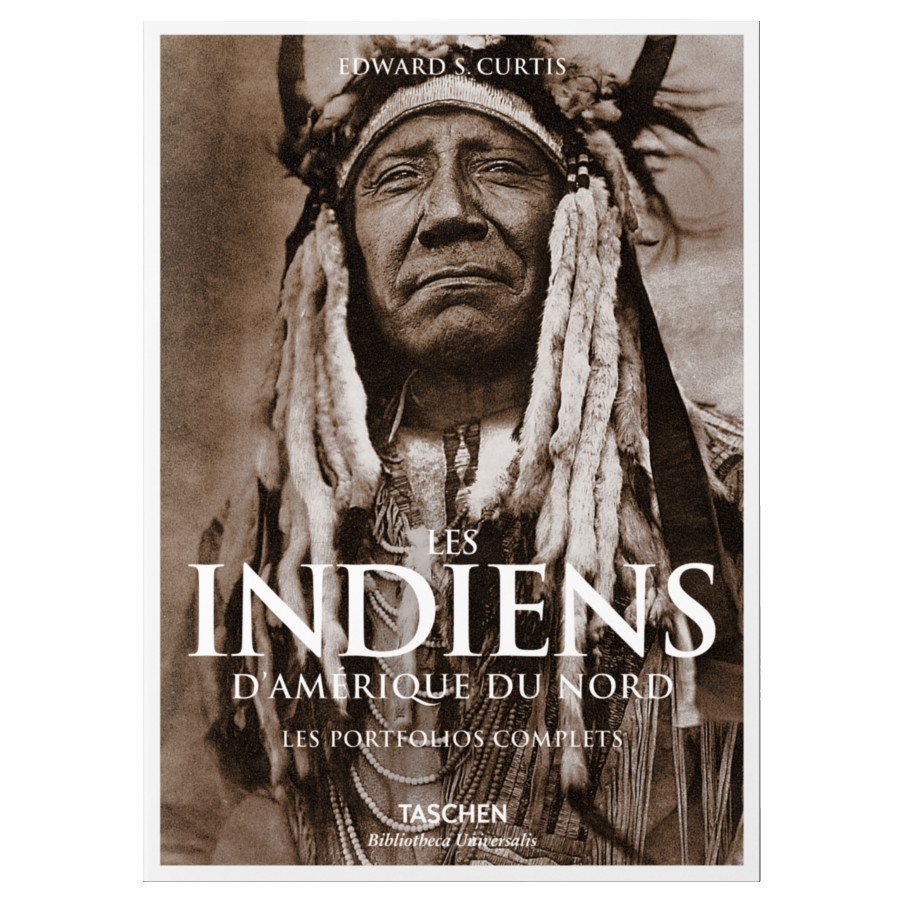 EDWARD S. CURTIS
LES
INDIENS
D'AMÉRIQUE DU NORD
LES PORTFOLIOS COMPLETS
TASCHEN
Bibliotheca Universalis